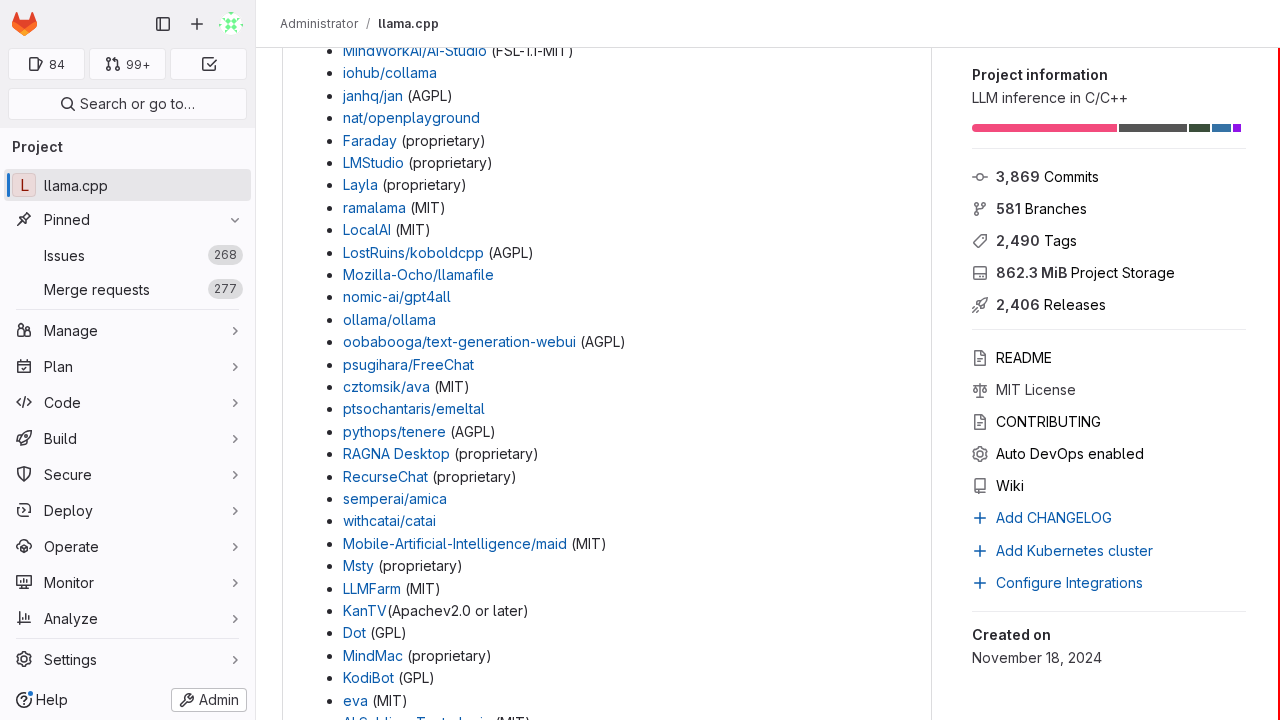 Administrator / llama.cpp
84
99+
Search or go to…
Project
L llama.cpp
Pinned
Issues 268
Merge requests 277
Manage
Plan
Code
Build
Secure
Deploy
Operate
Monitor
Analyze
Settings
Help
Admin
MindWorkAI/AI-Studio (FSL-1.1-MIT)
iohub/collama
janhq/jan (AGPL)
nat/openplayground
Faraday (proprietary)
LMStudio (proprietary)
Layla (proprietary)
ramalama (MIT)
LocalAI (MIT)
LostRuins/koboldcpp (AGPL)
Mozilla-Ocho/llamafile
nomic-ai/gpt4all
ollama/ollama
oobabooga/text-generation-webui (AGPL)
psugihara/FreeChat
cztomsik/ava (MIT)
ptsochantaris/emeltal
pythops/tenere (AGPL)
RAGNA Desktop (proprietary)
RecurseChat (proprietary)
semperai/amica
withcatai/catai
Mobile-Artificial-Intelligence/maid (MIT)
Msty (proprietary)
LLMFarm (MIT)
KanTV(Apachev2.0 or later)
Dot (GPL)
MindMac (proprietary)
KodiBot (GPL)
eva (MIT)
Project information
LLM inference in C/C++
3,869 Commits
581 Branches
2,490 Tags
862.3 MiB Project Storage
2,406 Releases
README
MIT License
CONTRIBUTING
Auto DevOps enabled
Wiki
Add CHANGELOG
Add Kubernetes cluster
Configure Integrations
Created on
November 18, 2024